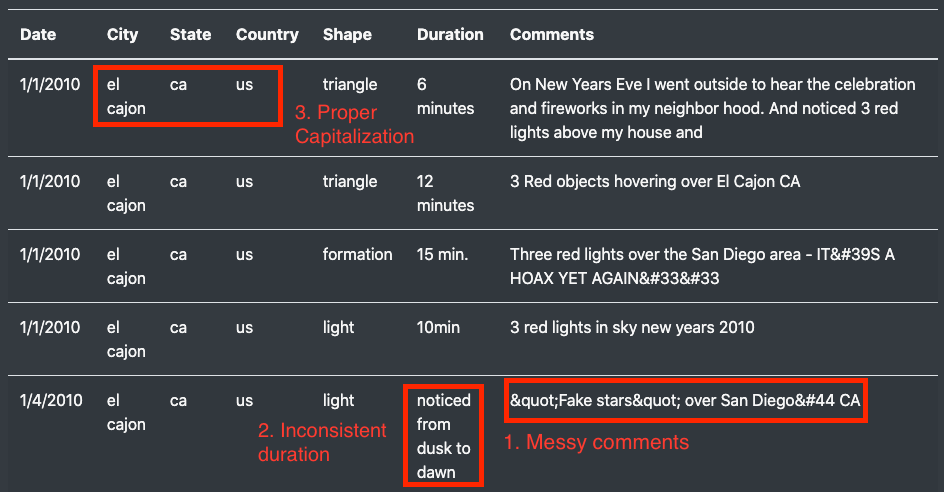 Date City State Country Shape Duration Comments
1/1/2010 el cajon ca us triangle 6 minutes On New Years Eve I went outside to hear the celebration
and fireworks in my neighbor hood. And noticed 3 red
lights above my house and
3. Proper
Capitalization
1/1/2010 el cajon ca us triangle 12 minutes 3 Red objects hovering over El Cajon CA
1/1/2010 el cajon ca us formation 15 min. Three red lights over the San Diego area - IT&#39S A
HOAX YET AGAIN&#33&#33
1/1/2010 el cajon ca us light 10min 3 red lights in sky new years 2010
1/4/2010 el cajon ca us light noticed from dusk to dawn &quot;Fake stars&quot; over San Diego&#44 CA
2. Inconsistent
duration
1. Messy comments